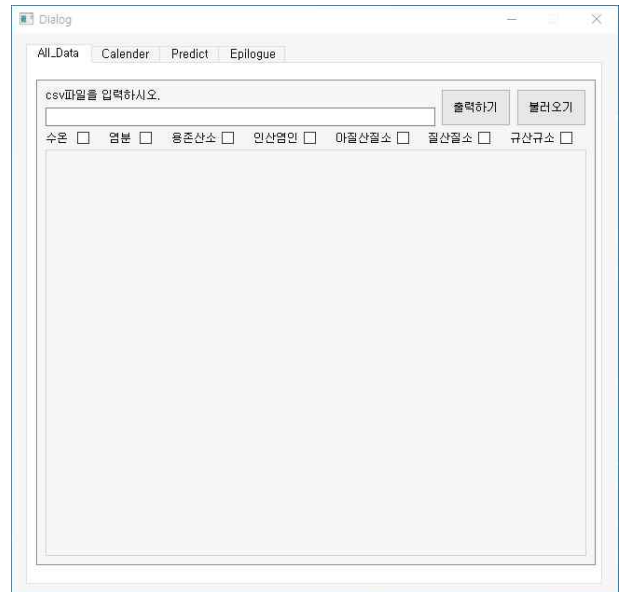 Dialog
All_Data Calender Predict Epilogue
csv파일을 입력하시오.
출력하기 불러오기
수온 염분 용존산소 인산염인 아질산질소 질산질소 규산규소